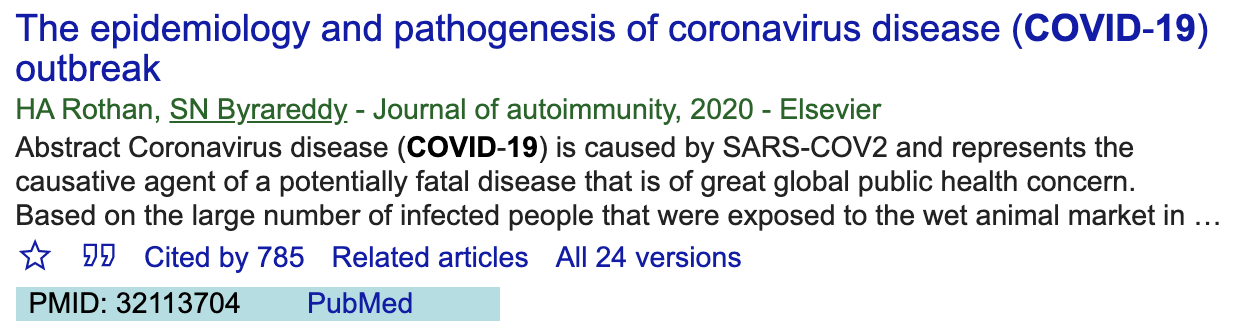 The epidemiology and pathogenesis of coronavirus disease (COVID-19)
outbreak
HA Rothan, SN Byrareddy - Journal of autoimmunity, 2020 - Elsevier
Abstract Coronavirus disease (COVID-19) is caused by SARS-COV2 and represents the
causative agent of a potentially fatal disease that is of great global public health concern.
Based on the large number of infected people that were exposed to the wet animal market in …
Cited by 785 Related articles All 24 versions
PMID: 32113704 PubMed